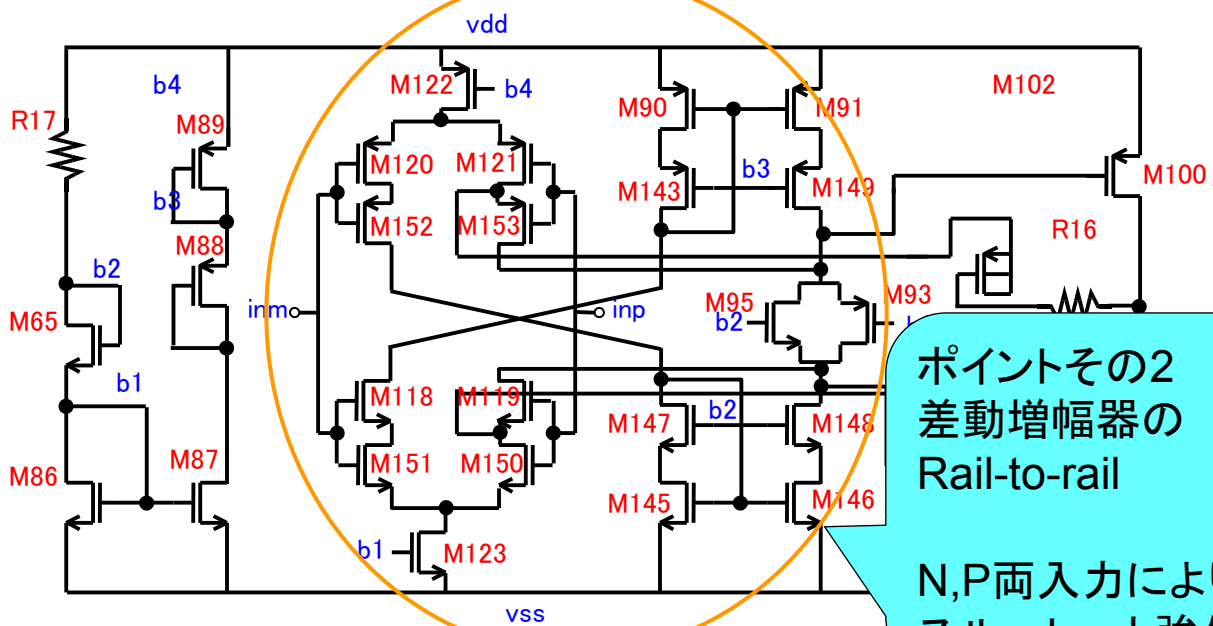 vdd
b4
M122
b4
M102
R17
M89
M90
M91
M120
M121
b3
b3
M143
M149
M100
M152
M153
M88
R16
b2
inm
inp
M95
M93
b2
M65
b1
M118
M119
b2
M147
M148
M87
M151
M150
M86
M145
M146
b1
M123
vss
ポイントその2
差動増幅器の
Rail-to-rail
N,P両入力によ